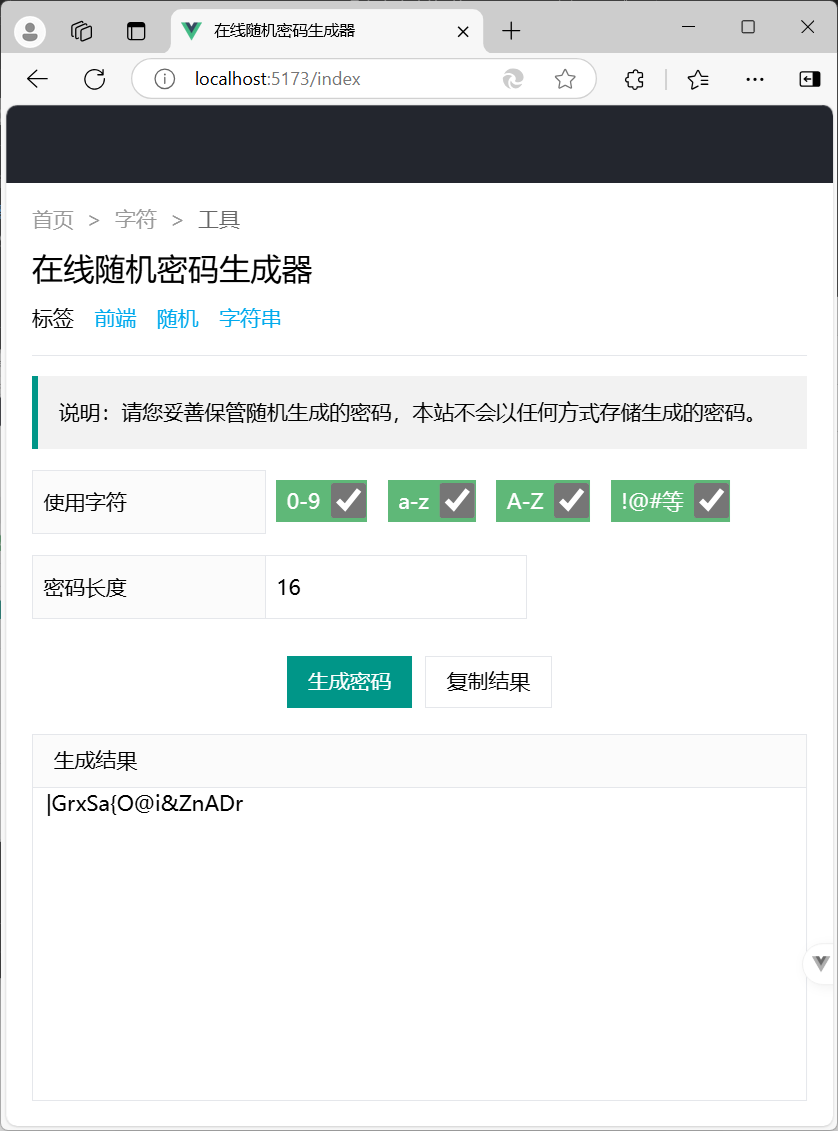 在线随机密码生成器
localhost:5173/index
首页 > 字符 > 工具
在线随机密码生成器
标签 前端 随机 字符串
说明：请您妥善保管随机生成的密码，本站不会以任何方式存储生成的密码。
使用字符 0-9 a-z A-Z !@#等
密码长度 16
生成密码 复制结果
生成结果
|GrxSa{O@i&ZnADr